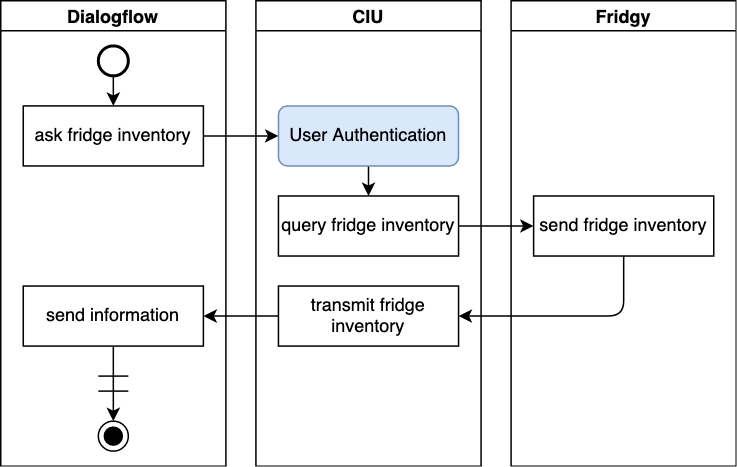 Dialogflow
CIU
Fridgy
ask fridge inventory
User Authentication
query fridge inventory
send fridge inventory
send information
transmit fridge
inventory